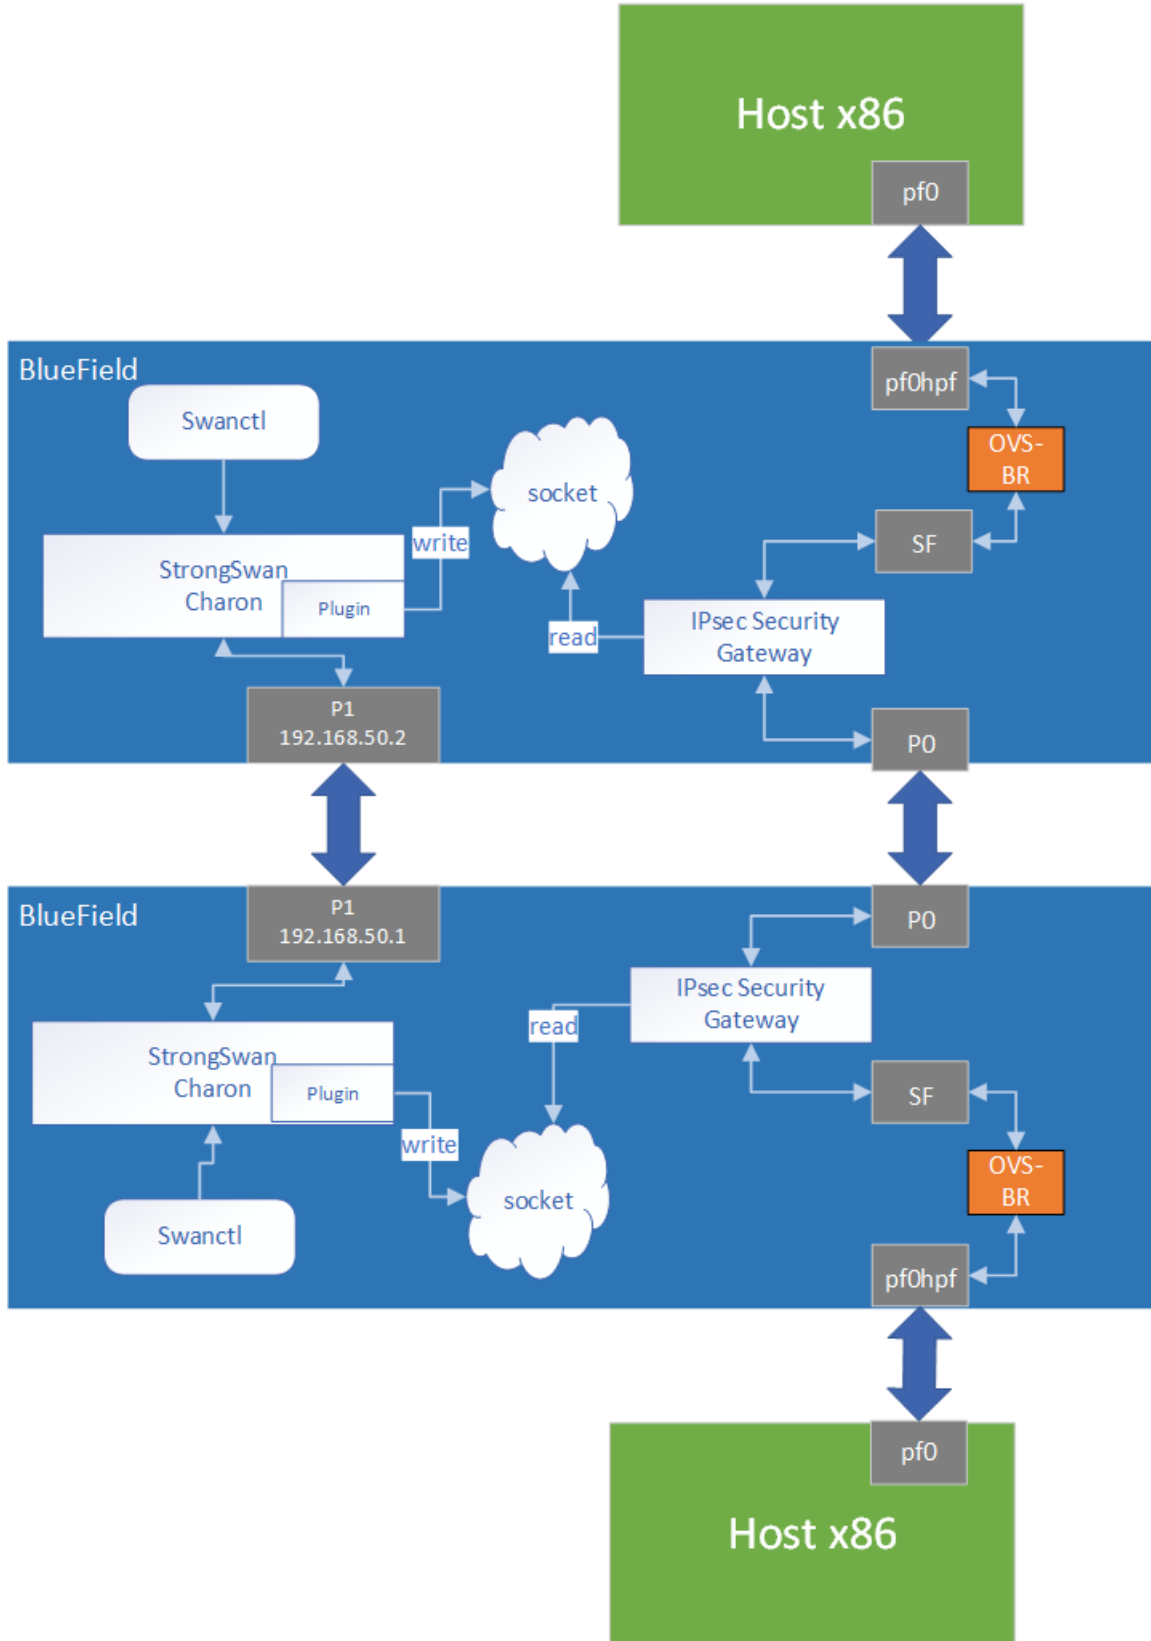 Host x86
pf0
BlueField
pf0hpf
Swanctl
OVS-
BR
socket
write
SF
StrongSwan
Charon
Plugin
read
IPsec Security
Gateway
P1
192.168.50.2
P0
BlueField
P1
192.168.50.1
P0
IPsec Security
Gateway
read
StrongSwan
Charon
Plugin
SF
write
OVS-
BR
socket
Swanctl
pf0hpf
pf0
Host x86